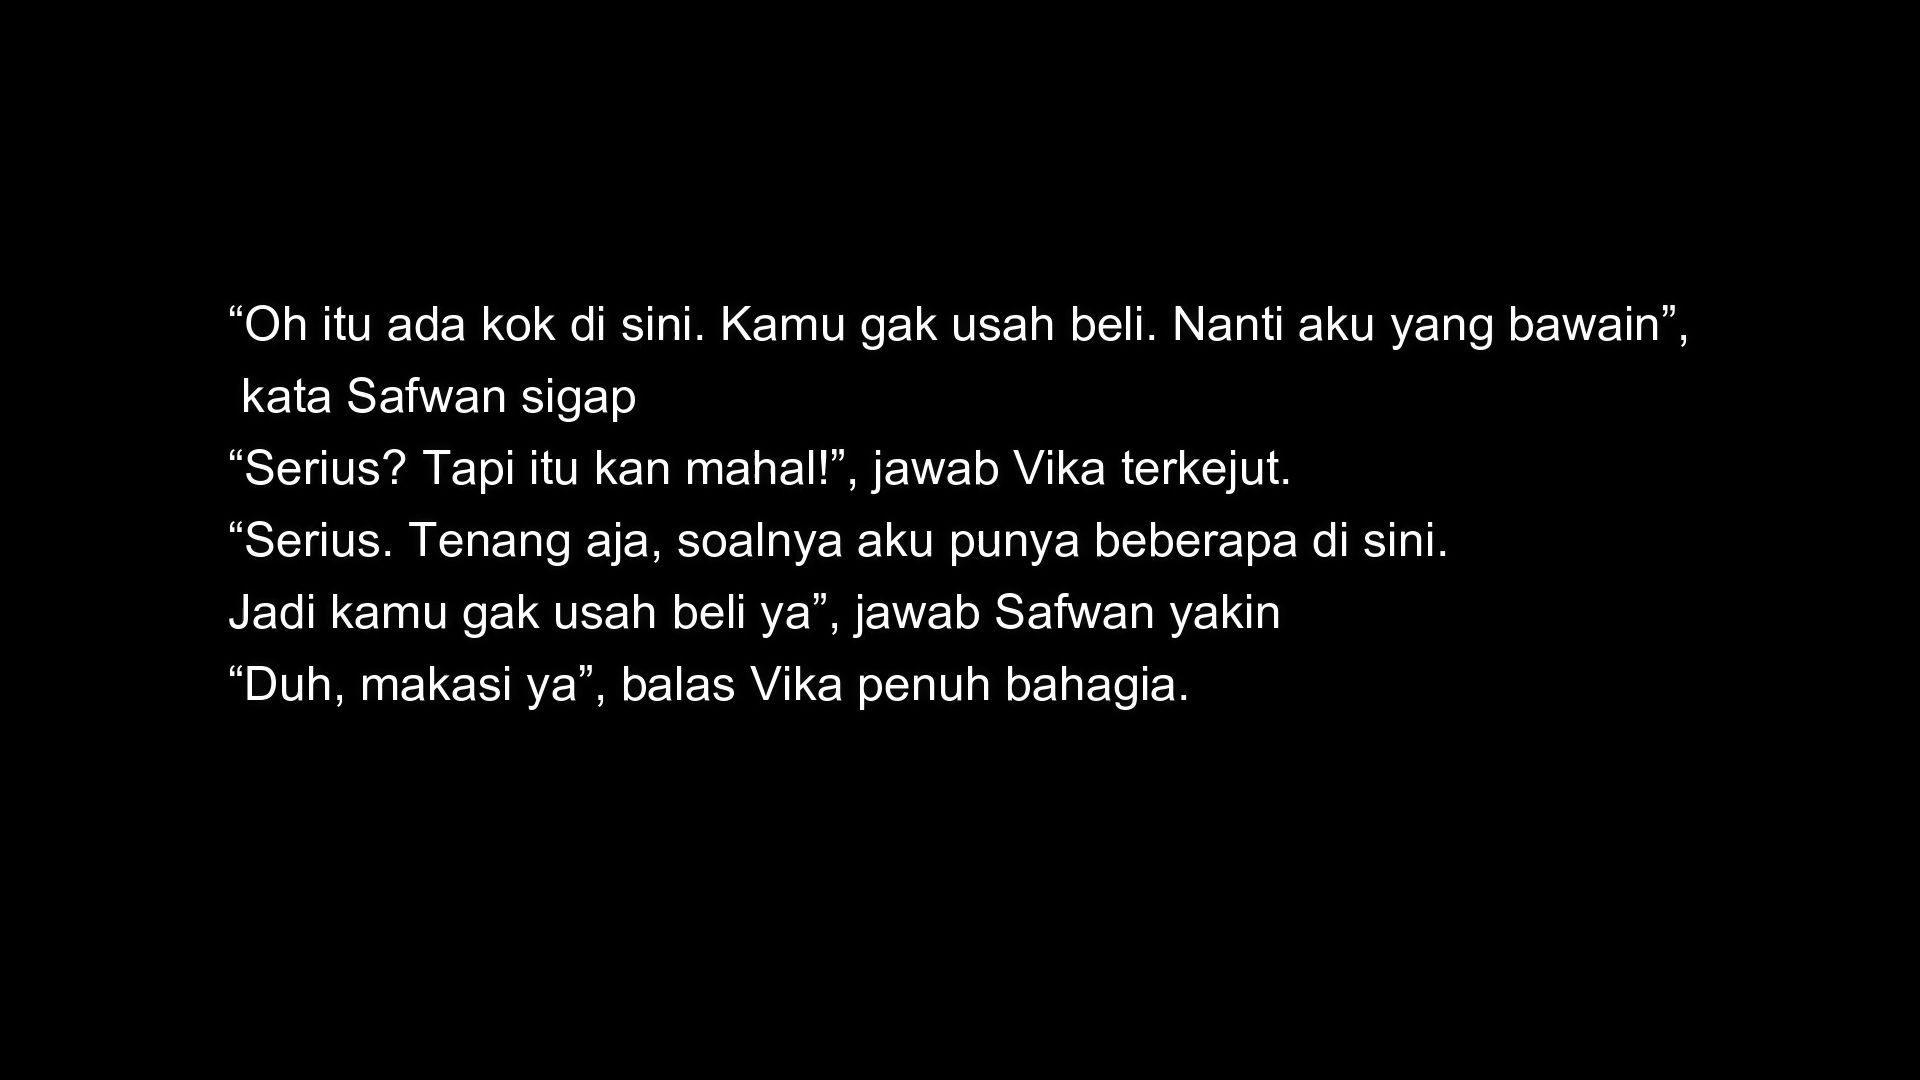 “Oh itu ada kok di sini. Kamu gak usah beli. Nanti aku yang bawain”,
kata Safwan sigap
“Serius? Tapi itu kan mahal!”, jawab Vika terkejut.
“Serius. Tenang aja, soalnya aku punya beberapa di sini.
Jadi kamu gak usah beli ya”, jawab Safwan yakin
“Duh, makasi ya”, balas Vika penuh bahagia.